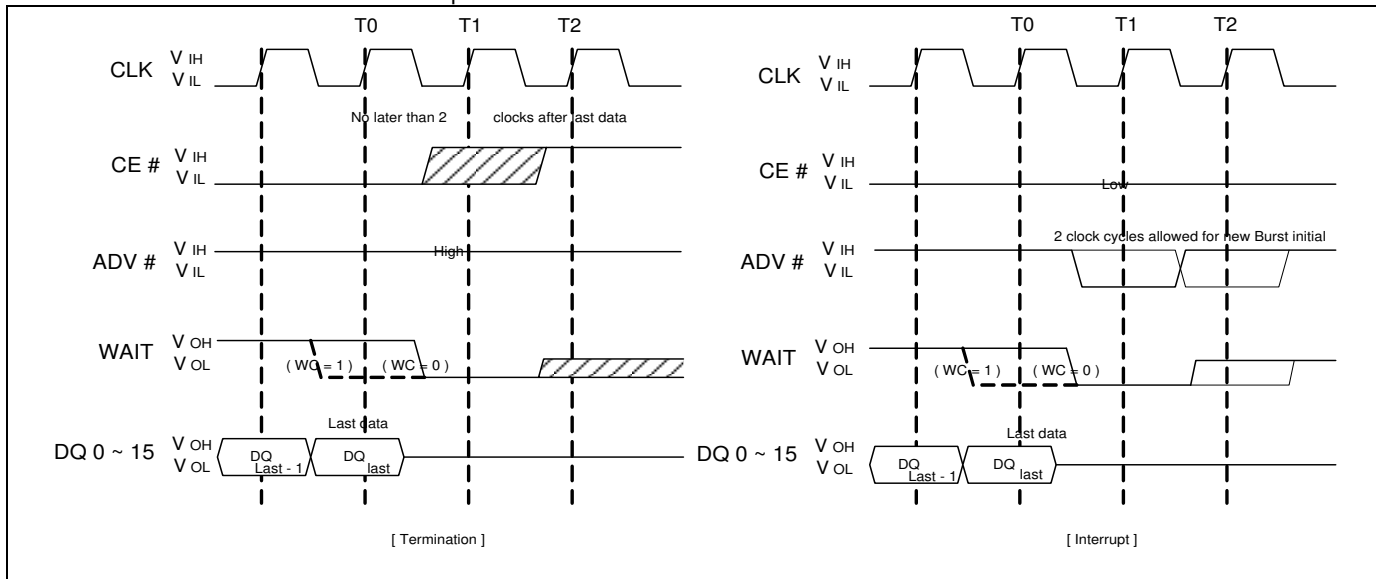 T0 T1 T2
CLK V IH
V IL
No later than 2 clocks after last data
CE # V IH
V IL
ADV # V IH
V IL
High
WAIT V OH
V OL
( WC = 1 ) ( WC = 0 )
Last data
DQ 0 ~ 15 V OH
V OL
DQ Last - 1 DQ last
[ Termination ]
T0 T1 T2
CLK V IH
V IL
CE # V IH
V IL
Low
2 clock cycles allowed for new Burst initial
ADV # V IH
V IL
WAIT V OH
V OL
( WC = 1 ) ( WC = 0 )
Last data
DQ 0 ~ 15 V OH
V OL
DQ Last - 1 DQ last
[ Interrupt ]